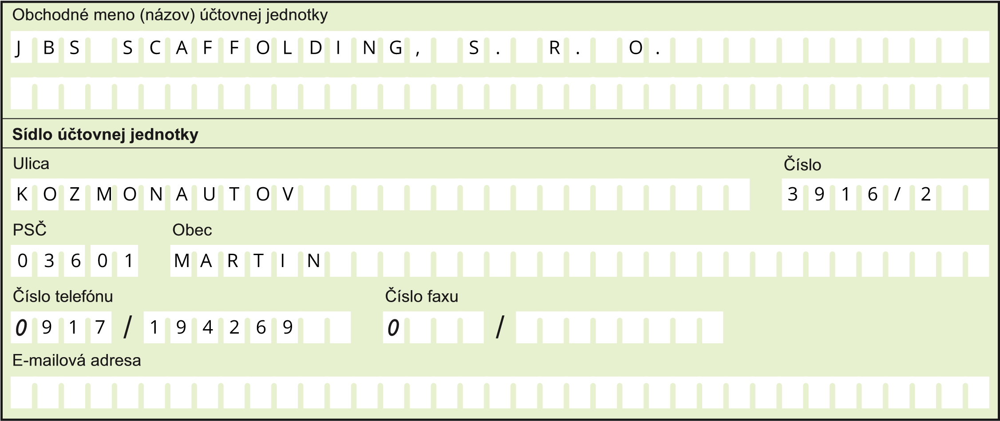 Obchodné meno (názov) účtovnej jednotky
JBS SCAFFOLDING, S. R. O.
Sídlo účtovnej jednotky
Ulica Číslo
KOZMONAUTOV 3916/2
PSČ Obec
03601 MARTIN
Číslo telefónu Číslo faxu
0917 / 194269 0 /
E-mailová adresa